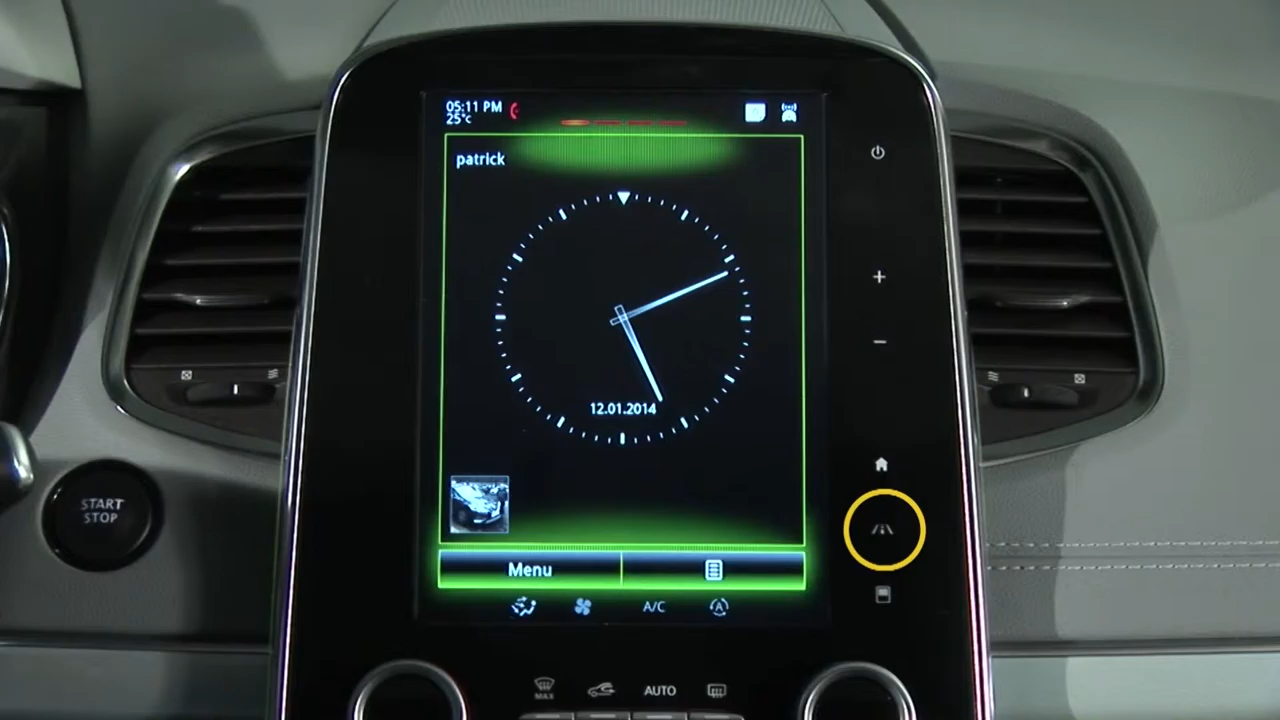 05:11 PM
25°c
patrick
12.01.2014
START
STOP
Menu
A/C
A
MAX
AUTO